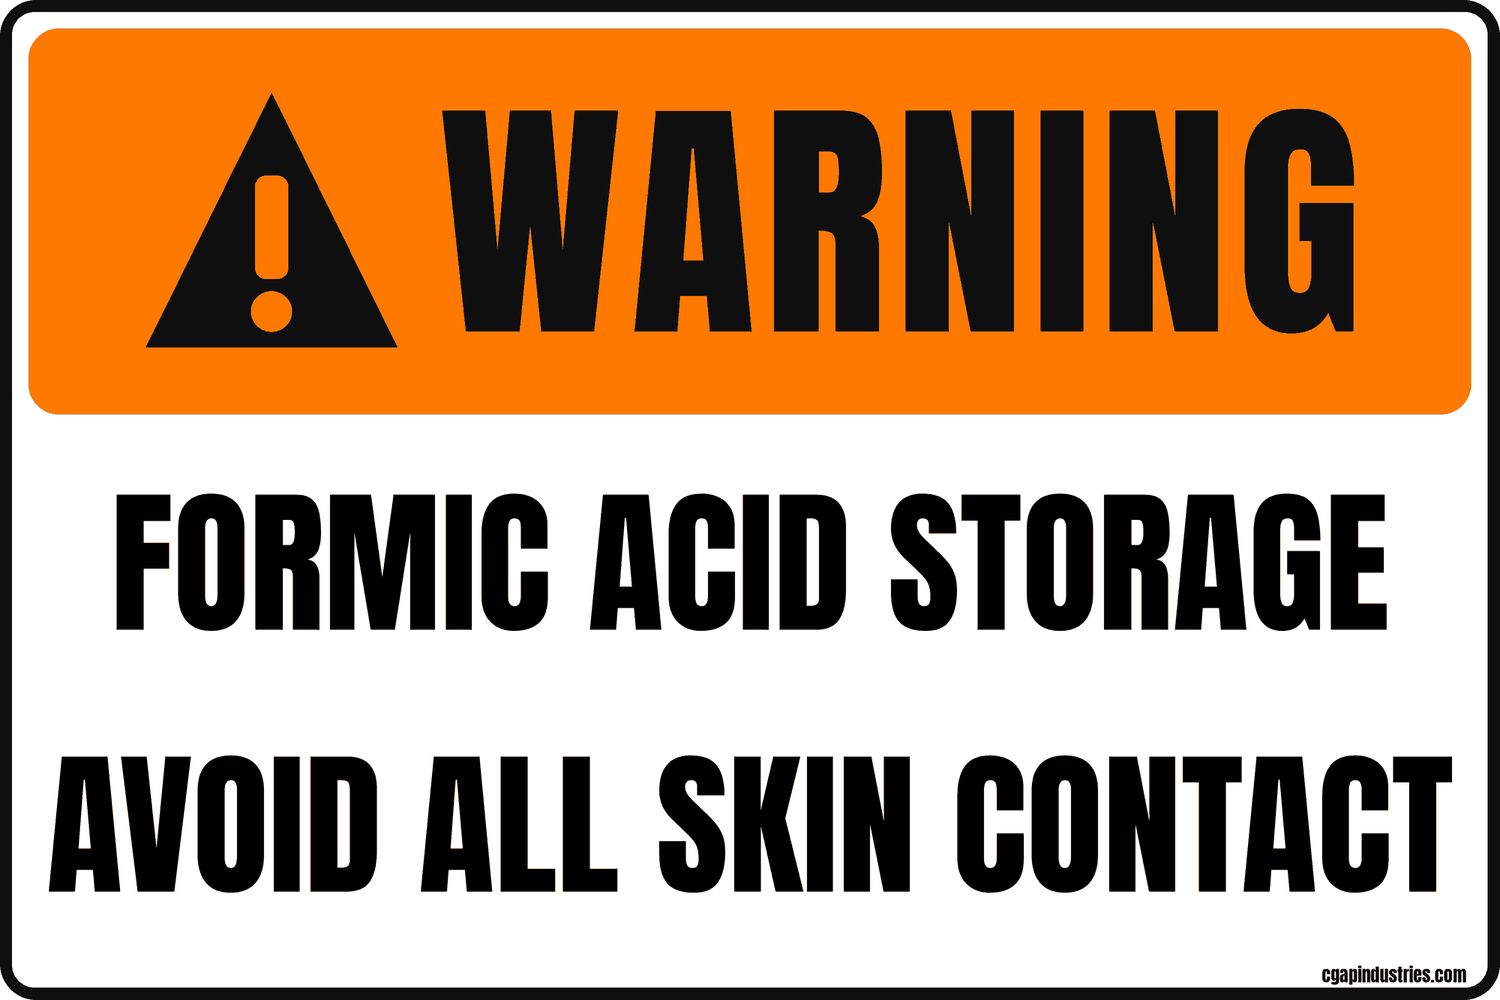 WARNING
FORMIC ACID STORAGE
AVOID ALL SKIN CONTACT
cgapindustries.com